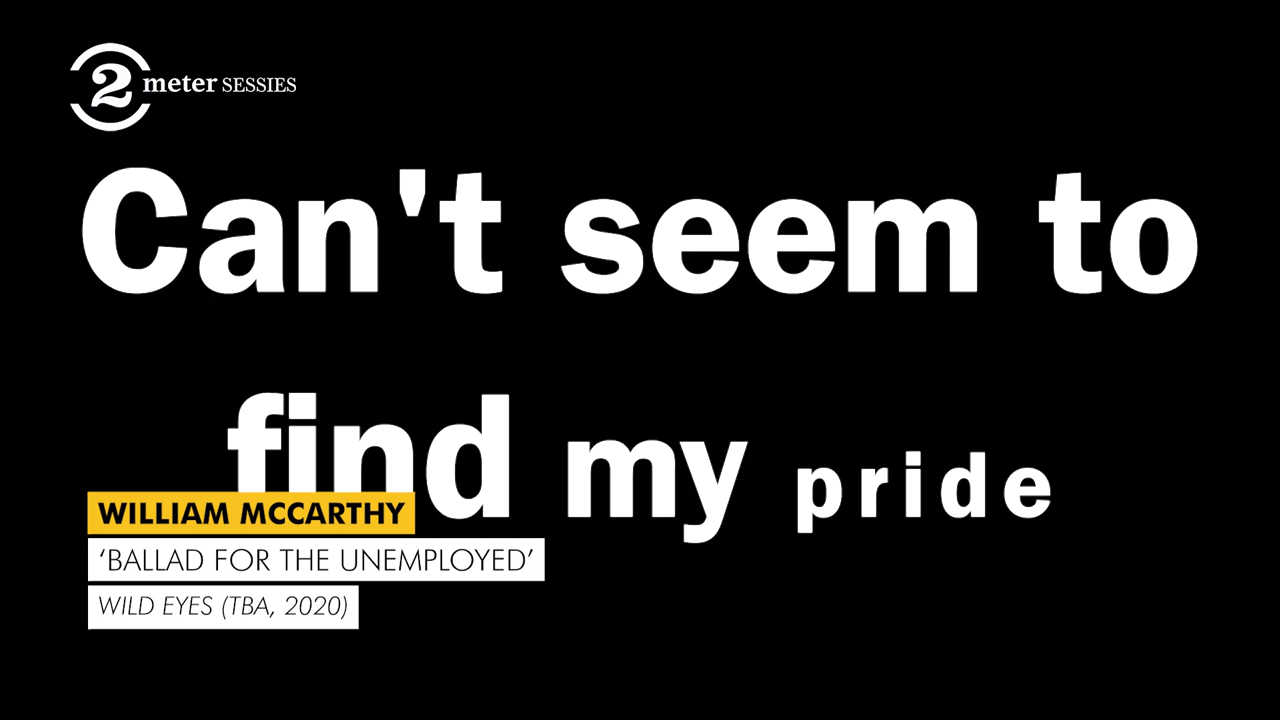 2 meter SESSIES
Can't seem to
find my pride
WILLIAM MCCARTHY
‘BALLAD FOR THE UNEMPLOYED’
WILD EYES (TBA, 2020)